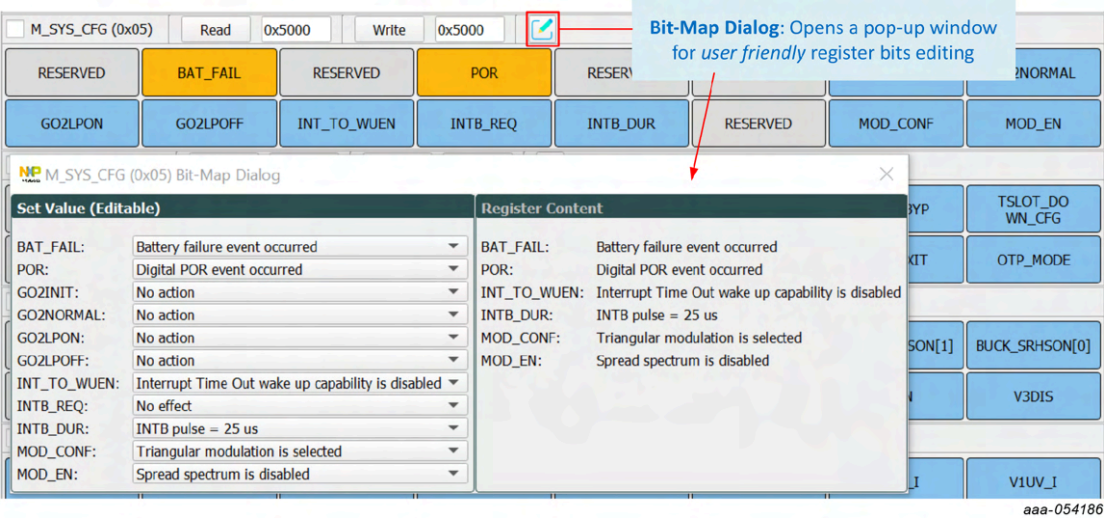 Bit-Map Dialog: Opens a pop-up window
for user friendly register bits editing
M_SYS_CFG (0x05) Read 0x5000 Write 0x5000
RESERVED BAT_FAIL RESERVED POR
GO2LPON GO2LPOFF INT_TO_WUEN INTB_REQ INTB_DUR RESERVED MOD_CONF MOD_EN
NXP M_SYS_CFG (0x05) Bit-Map Dialog
Set Value (Editable)
BAT_FAIL: Battery failure event occurred
POR: Digital POR event occurred
GO2INIT: No action
GO2NORMAL: No action
GO2LPON: No action
GO2LPOFF: No action
INT_TO_WUEN: Interrupt Time Out wake up capability is disabled
INTB_REQ: No effect
INTB_DUR: INTB pulse = 25 us
MOD_CONF: Triangular modulation is selected
MOD_EN: Spread spectrum is disabled
Register Content
BAT_FAIL: Battery failure event occurred
POR: Digital POR event occurred
INT_TO_WUEN: Interrupt Time Out wake up capability is disabled
INTB_DUR: INTB pulse = 25 us
MOD_CONF: Triangular modulation is selected
MOD_EN: Spread spectrum is disabled
TSLOT_DO
WN_CFG
OTP_MODE
SON[1] BUCK_SRHSON[0]
V3DIS
_I V1UV_I
aaa-054186